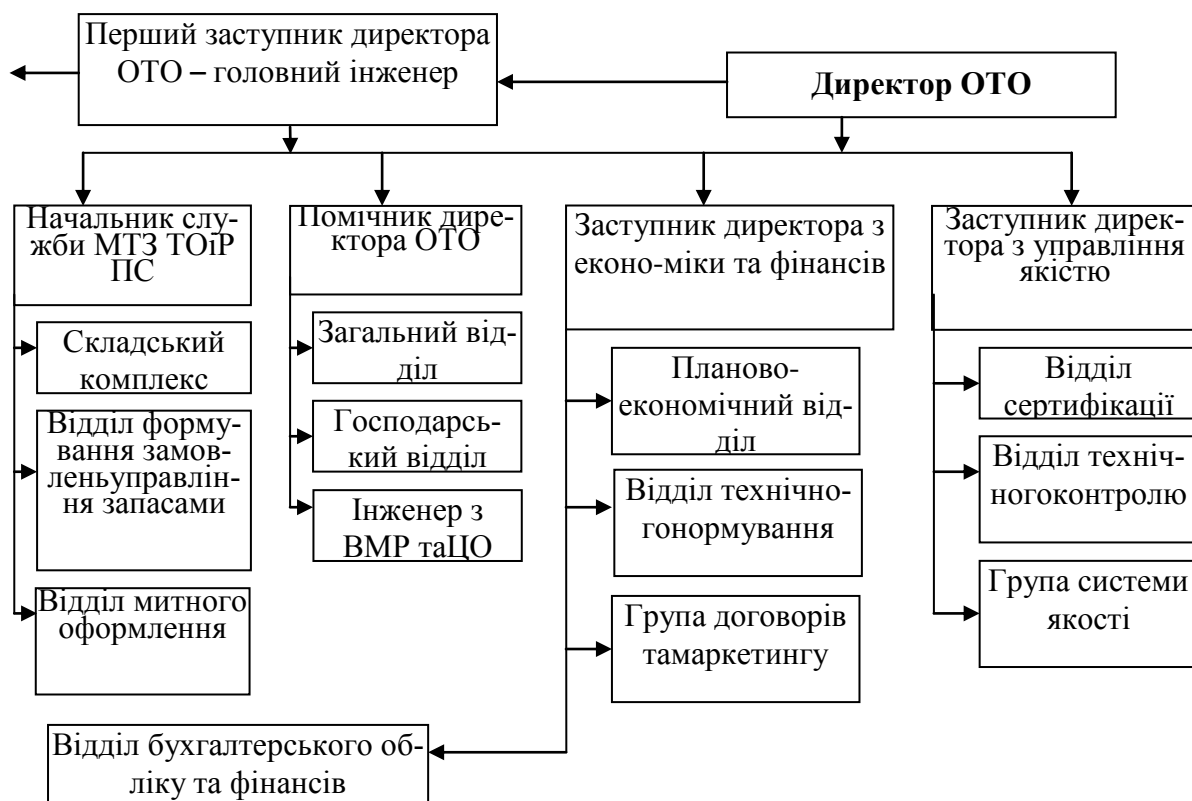 Перший заступник директора
ОТО – головний інженер
Директор ОТО
Начальник слу-
жби МТЗ ТОіР
ПС
Помічник дире-
ктора ОТО
Заступник директора з
еконо-міки та фінансів
Заступник дирек-
тора з управління
якістю
Складський
комплекс
Відділ форму-
вання замов-
леньуправлін-
ня запасами
Відділ митного
оформлення
Загальний від-
діл
Господарсь-
кий відділ
Інженер з
ВМР таЦО
Планово-
економічний від-
діл
Відділ технічно-
гонормування
Група договорів
тамаркетингу
Відділ бухгалтерського об-
ліку та фінансів
Відділ
сертифікації
Відділ техніч-
ногоконтролю
Група системи
якості